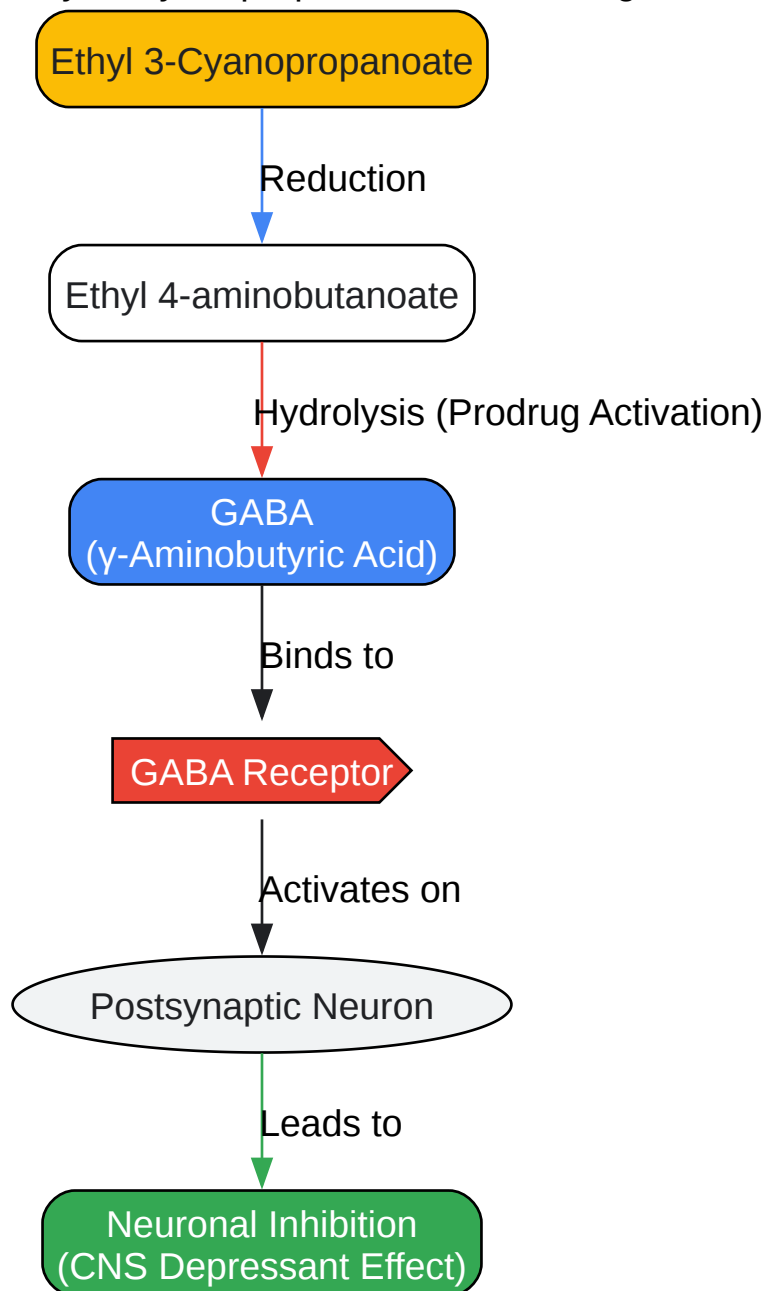 Ethyl 3-Cyanopropanoate
Reduction
Ethyl 4-aminobutanoate
Hydrolysis (Prodrug Activation)
GABA
(γ-Aminobutyric Acid)
Binds to
GABA Receptor
Activates on
Postsynaptic Neuron
Leads to
Neuronal Inhibition
(CNS Depressant Effect)